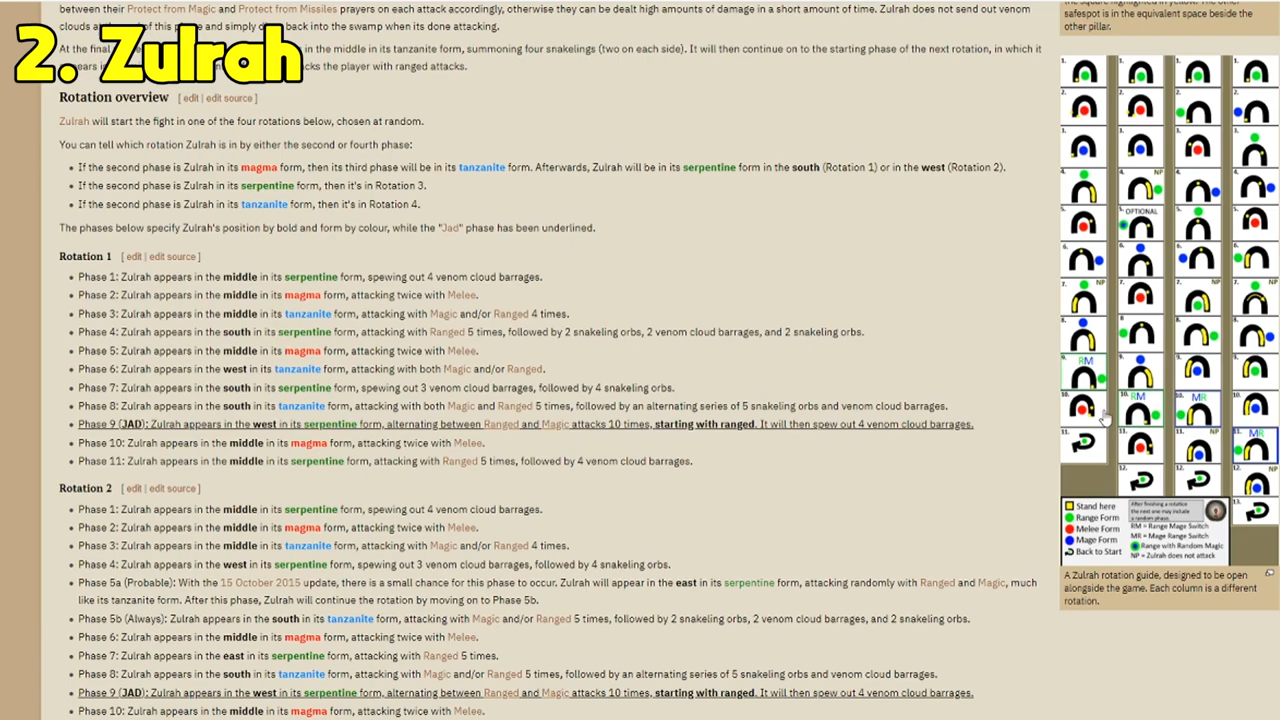 between their Protect from Magic and Protect from Missiles prayers on each attack accordingly, otherwise they can be dealt high amounts of damage in a short amount of time. Zulrah does not send out venom
clouds at of this and simply back into the swamp when its done attacking.
At the final in the middle in its tanzanite form, summoning four snakelings (two on each side). It will then continue on to the starting phase of the next rotation, in which it
the player with ranged attacks.
2. Zulrah
Rotation overview [ edit | edit source ]
Zulrah will start the fight in one of the four rotations below, chosen at random.
You can tell which rotation Zulrah is in by either the second or fourth phase:
• If the second phase is Zulrah in its magma form, then its third phase will be in its tanzanite form. Afterwards, Zulrah will be in its serpentine form in the south (Rotation 1) or in the west (Rotation 2).
• If the second phase is Zulrah in its serpentine form, then it's in Rotation 3.
• If the second phase is Zulrah in its tanzanite form, then it's in Rotation 4.
The phases below specify Zulrah's position by bold and form by colour, while the "Jad" phase has been underlined.
Rotation 1 [ edit | edit source ]
• Phase 1: Zulrah appears in the middle in its serpentine form, spewing out 4 venom cloud barrages.
• Phase 2: Zulrah appears in the middle in its magma form, attacking twice with Melee.
• Phase 3: Zulrah appears in the middle in its tanzanite form, attacking with Magic and/or Ranged 4 times.
• Phase 4: Zulrah appears in the south in its serpentine form, attacking with Ranged 5 times, followed by 2 snakeling orbs, 2 venom cloud barrages, and 2 snakeling orbs.
• Phase 5: Zulrah appears in the middle in its magma form, attacking twice with Melee.
• Phase 6: Zulrah appears in the west in its tanzanite form, attacking with both Magic and/or Ranged.
• Phase 7: Zulrah appears in the south in its serpentine form, spewing out 3 venom cloud barrages, followed by 4 snakeling orbs.
• Phase 8: Zulrah appears in the south in its tanzanite form, attacking with both Magic and Ranged 5 times, followed by an alternating series of 5 snakeling orbs and venom cloud barrages.
• Phase 9 (JAD): Zulrah appears in the west in its serpentine form, alternating between Ranged and Magic attacks 10 times, starting with ranged. It will then spew out 4 venom cloud barrages.
• Phase 10: Zulrah appears in the middle in its magma form, attacking twice with Melee.
• Phase 11: Zulrah appears in the middle in its serpentine form, attacking with Ranged 5 times, followed by 4 venom cloud barrages.
Rotation 2 [ edit | edit source ]
• Phase 1: Zulrah appears in the middle in its serpentine form, spewing out 4 venom cloud barrages.
• Phase 2: Zulrah appears in the middle in its magma form, attacking twice with Melee.
• Phase 3: Zulrah appears in the middle in its tanzanite form, attacking with Magic and/or Ranged 4 times.
• Phase 4: Zulrah appears in the west in its serpentine form, spewing out 3 venom cloud barrages, followed by 4 snakeling orbs.
• Phase 5a (Probable): With the 15 October 2015 update, there is a small chance for this phase to occur. Zulrah will appear in the east in its serpentine form, attacking randomly with Ranged and Magic, much
like its tanzanite form. After this phase, Zulrah will continue the rotation by moving on to Phase 5b.
• Phase 5b (Always): Zulrah appears in the south in its tanzanite form, attacking with Magic and/or Ranged 5 times, followed by 2 snakeling orbs, 2 venom cloud barrages, and 2 snakeling orbs.
• Phase 6: Zulrah appears in the middle in its magma form, attacking twice with Melee.
• Phase 7: Zulrah appears in the east in its serpentine form, attacking with Ranged 5 times.
• Phase 8: Zulrah appears in the south in its tanzanite form, attacking with Magic and/or Ranged 5 times, followed by an alternating series of 5 snakeling orbs and venom cloud barrages.
• Phase 9 (JAD): Zulrah appears in the west in its serpentine form, alternating between Ranged and Magic attacks 10 times, starting with ranged. It will then spew out 4 venom cloud barrages.
• Phase 10: Zulrah appears in the middle in its magma form, attacking twice with Melee.
safespot is in the equivalent space beside the
other pillar.
NP
OPTIONAL
NP NP NP
RM
RM MR
MR
NP
NP
Stand here
Range Form
Melee Form
Mage Form
Back to Start
After finishing a rotation
the next one may include
a random phase.
RM = Range Mage Switch
MR = Mage Range Switch
Range with Random Magic
NP = Zulrah does not attack
A Zulrah rotation guide, designed to be open
alongside the game. Each column is a different
rotation.